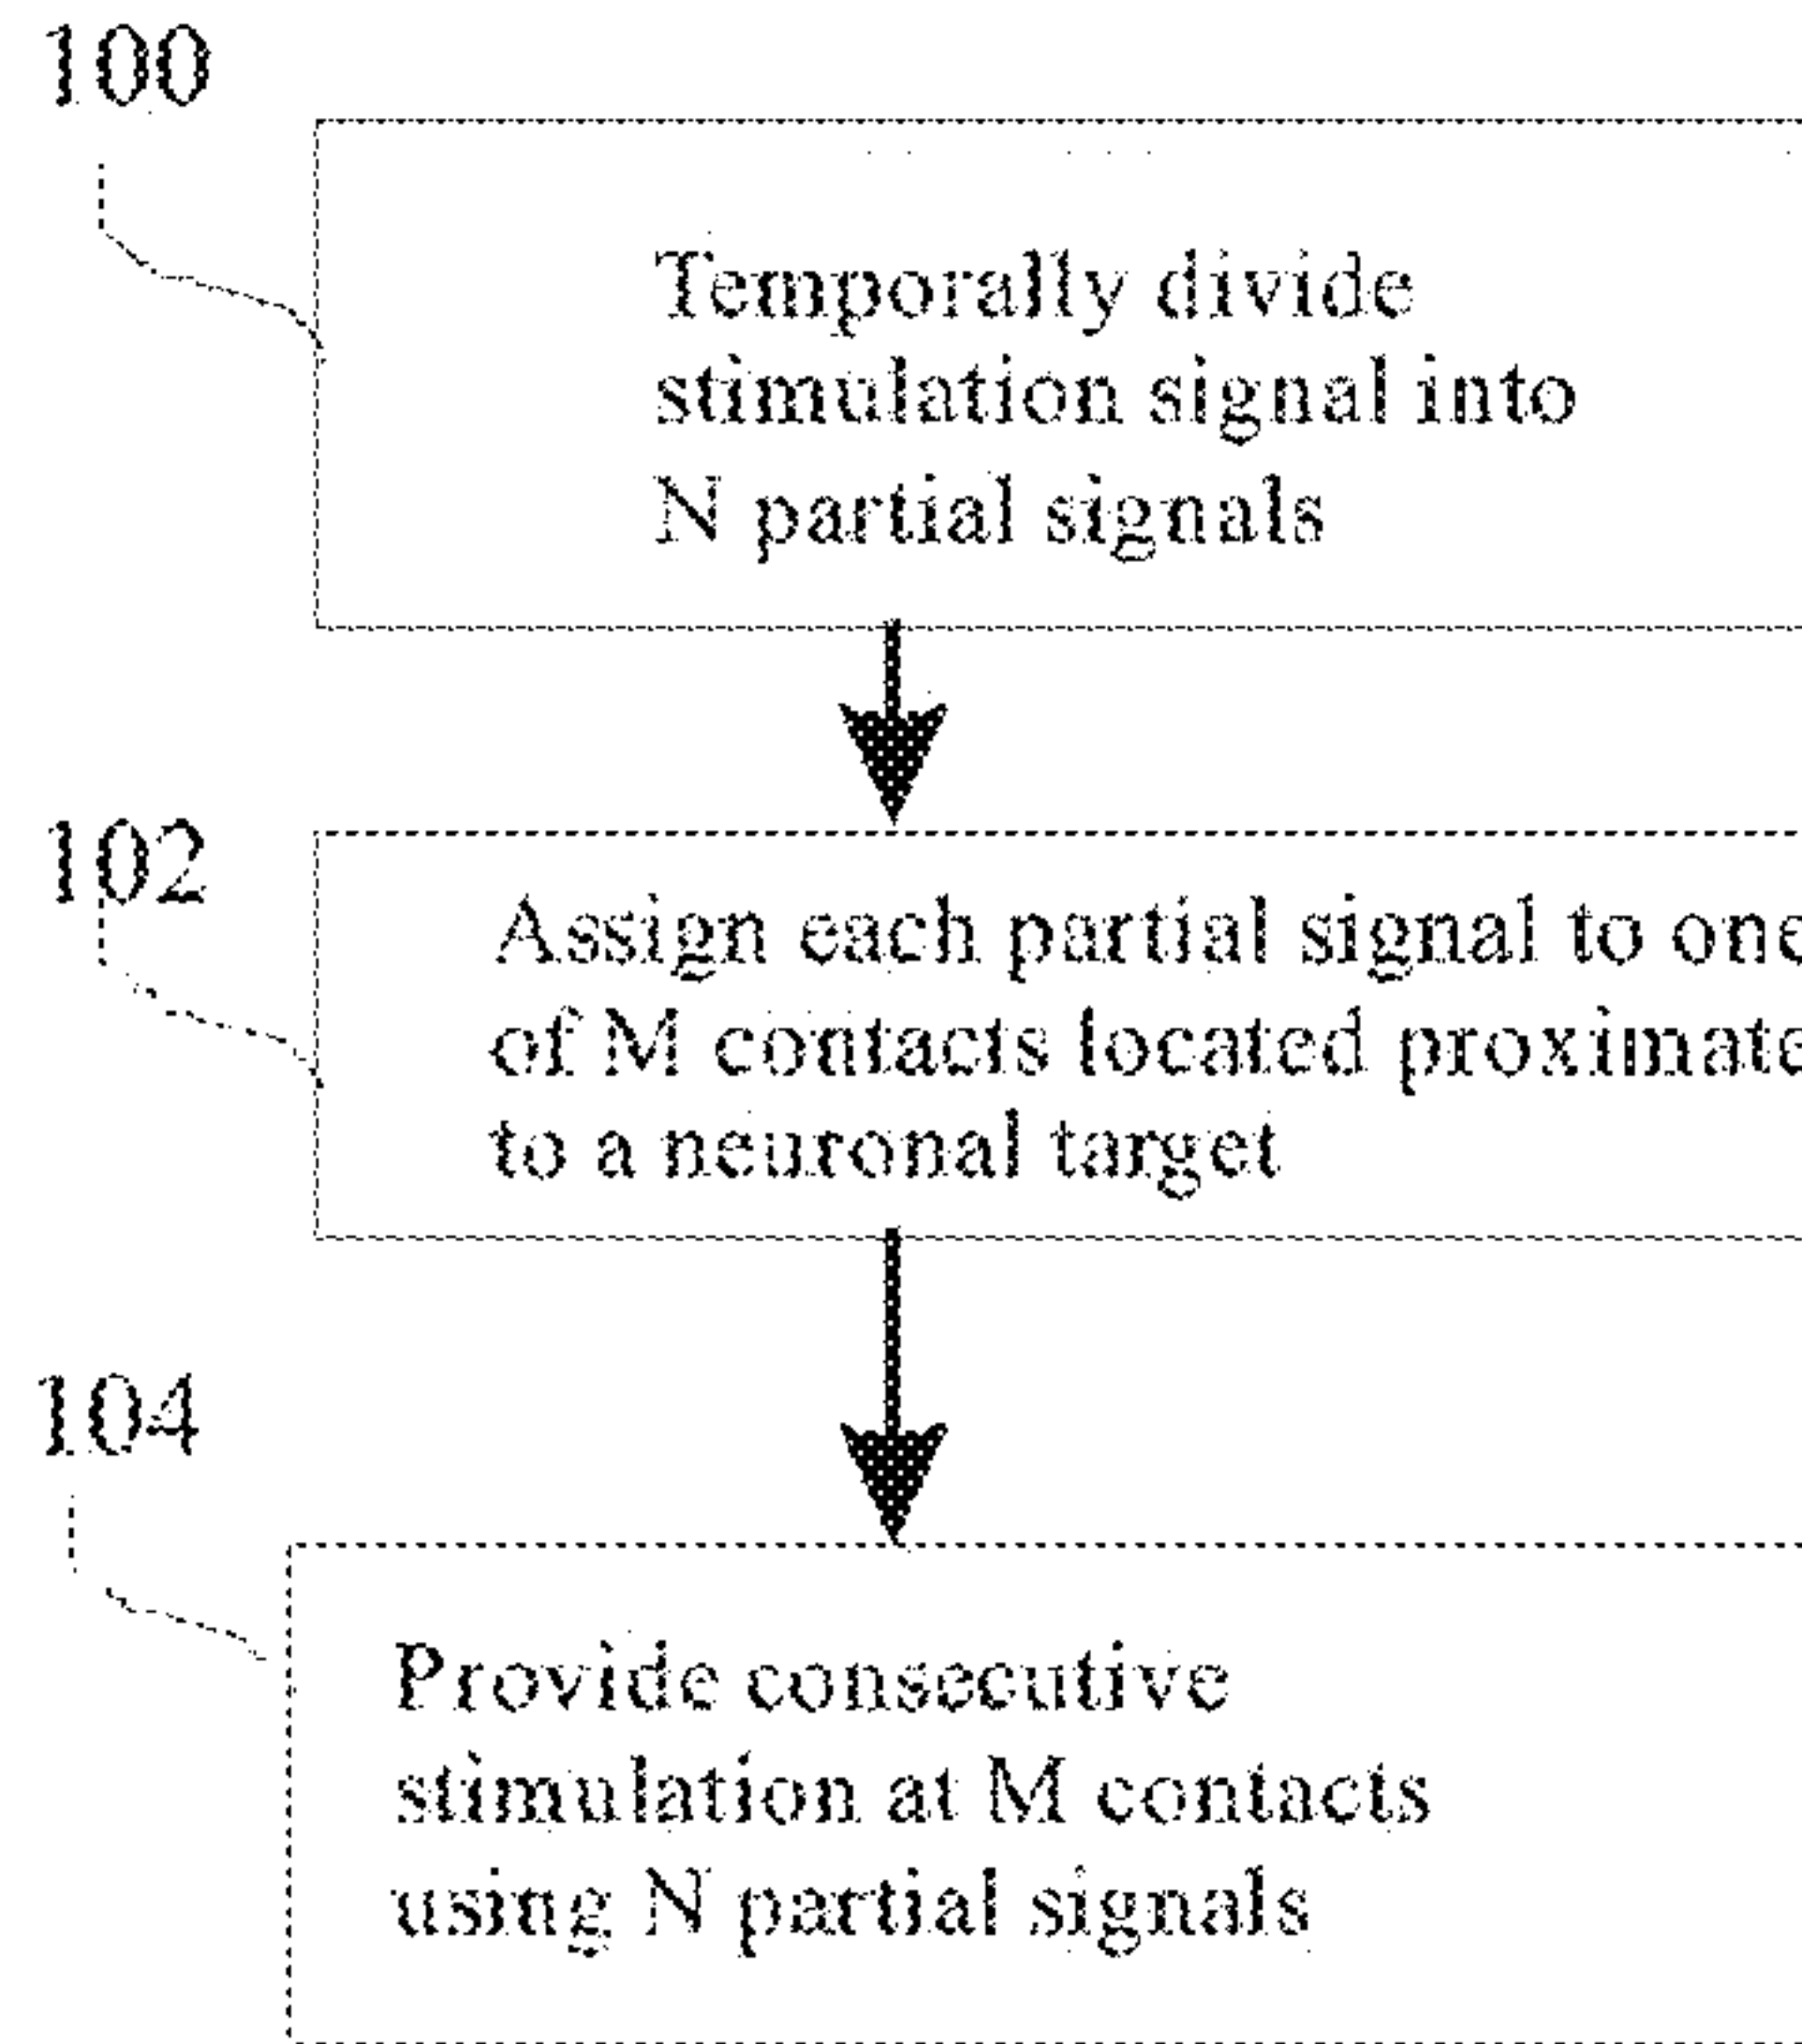 100
Temporally divide
stimulation signal into
N partial signals
102
Assign each partial signal to one
of M contacts located proximate
to a neuronal target
104
Provide consecutive
stimulation at M contacts
using N partial signals